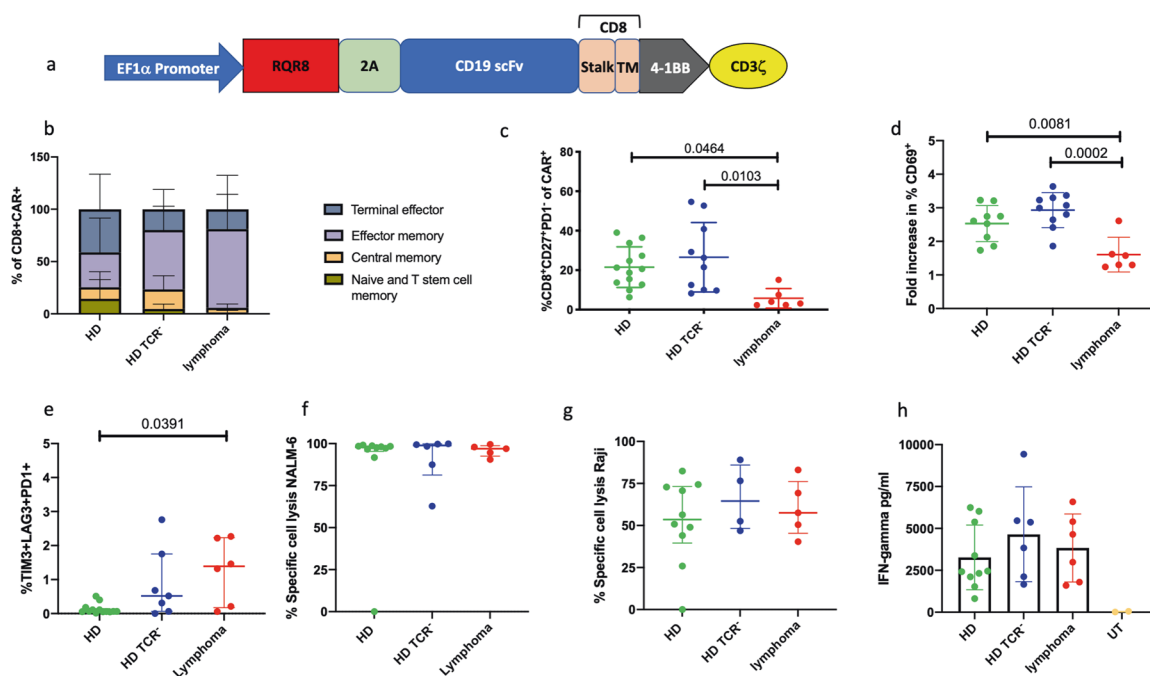 CD8
a
EF1α Promoter
RQR8
2A
CD19 scFv
Stalk
TM
4-1BB
CD3ζ
b
% of CD8+CAR+
150
100
50
0
HD
HD TCR-
lymphoma
Terminal effector
Effector memory
Central memory
Naive and T stem cell
memory
c
%CD8+CD27+PD1- of CAR+
80
60
40
20
0
0.0464
0.0103
HD
HD TCR-
lymphoma
d
Fold increase in % CD69+
5
4
3
2
1
0
0.0081
0.0002
HD
HD TCR-
lymphoma
e
%TIM3+LAG3+PD1+
5
4
3
2
1
0
0.0391
HD
HD TCR-
Lymphoma
f
% Specific cell lysis NALM-6
100
75
50
25
0
HD
HD TCR-
Lymphoma
g
% Specific cell lysis Raji
100
75
50
25
0
HD
HD TCR-
lymphoma
h
IFN-gamma pg/ml
10000
7500
5000
2500
0
HD
HD TCR-
lymphoma
UT